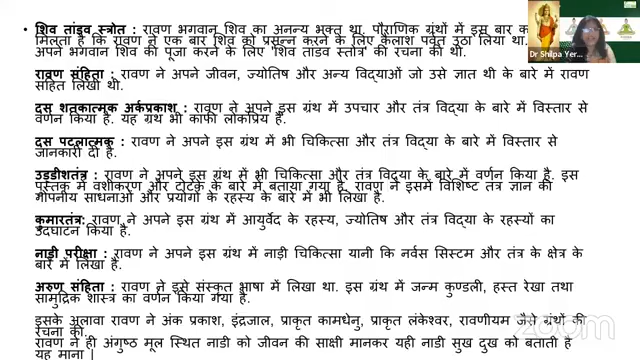 • शिव तांडव स्त्रोत : रावण भगवान शिव का अनन्य भक्त था. पौराणिक ग्रंथों में इस बार का
मिलता है कि रावण ने एक बार शिव को प्रसन्न करने के लिए कैलाश पर्वत उठा लिया था.
अपने भगवान की पूजा करने के लिए 'शिव तांडव स्तोत्र' की रचना की थी.
रावण संहिता : रावण ने अपने जीवन, ज्योतिष और अन्य विद्याओं जो उसे ज्ञात थी के बारे में रावण
सहित लिखी थी.
दस शतकात्मक अर्कप्रकाश : रावण ने अपने इस ग्रंथ में उपचार और तंत्र विद्या के बारे में विस्तार से
वर्णन किया है. यह ग्रंथ भी काफी लोकप्रिय है.
दस पटलात्मक : रावण ने अपने इस ग्रंथ में भी चिकित्सा और तंत्र विद्या के बारे में विस्तार से
जानकारी दी है.
उड्डीशतंत्र : रावण ने अपने इस ग्रंथ में भी चिकित्सा और तंत्र विद्या के बारे में वर्णन किया है. इस
पुस्तक में वशीकरण और टोटके के बारे में बताया गया है. रावण ने इसमें विशिष्ट तंत्र ज्ञान की
गोपनीय साधनाओं और प्रयोगों के रहस्य के बारे में भी लिखा है.
कुमारतंत्र: रावण ने अपने इस ग्रंथ में आयुर्वेद के रहस्य, ज्योतिष और तंत्र विद्या के रहस्यों का
उदघाटन किया है.
नाडी परीक्षा : रावण ने अपने इस ग्रंथ में नाड़ी चिकित्सा यानी कि नर्वस सिस्टम और तंत्र के क्षेत्र के
बारे में लिखा है.
अरुण संहिता : रावण ने इसे संस्कृत भाषा में लिखा था. इस ग्रंथ में जन्म कुण्डली, हस्त रेखा तथा
सामुद्रिक शास्त्र का वर्णन किया गया है.
इसके अलावा रावण ने अंक प्रकाश, इंद्रजाल, प्राकृत कामधेनु, प्राकृत लंकेश्वर, रावणीयम जैसे ग्रंथों की
रचना की.
रावण ने ही अंगुष्ठ मूल स्थित नाडी को जीवन की साक्षी मानकर यही नाडी सुख दुख को बताती है
यह माना |
Dr Shilpa Yer...
zoom